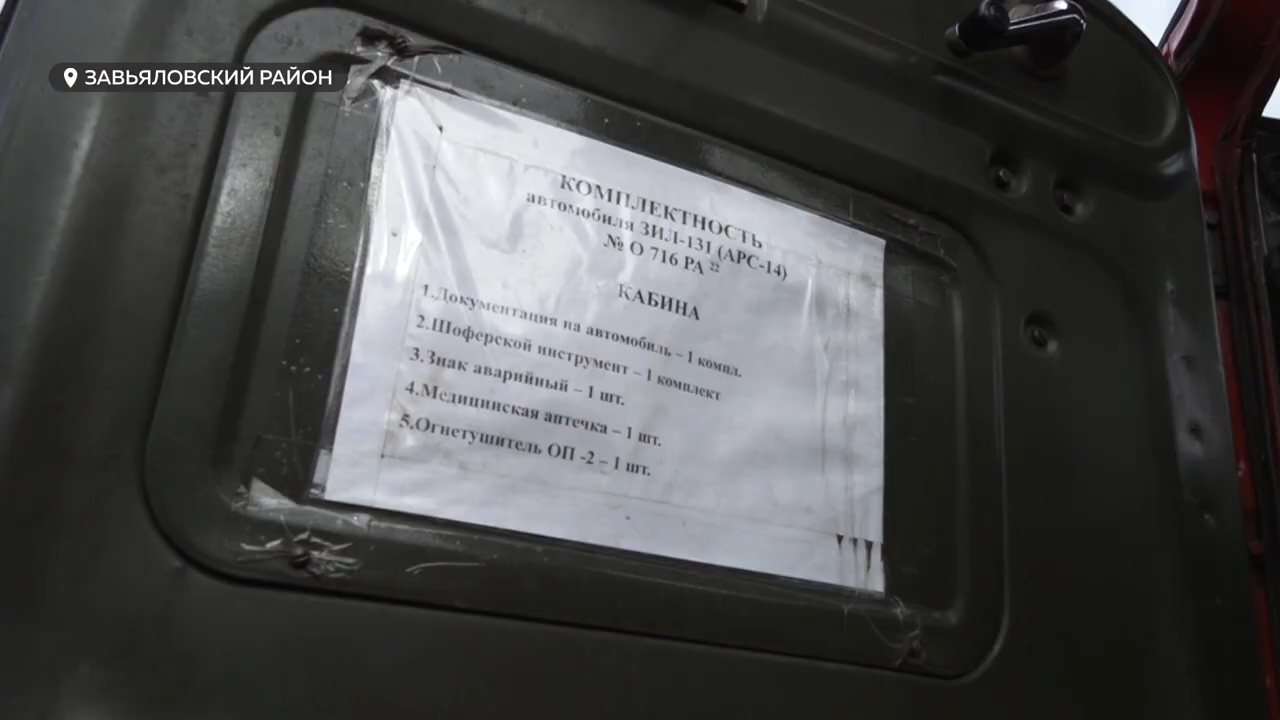 ЗАВЬЯЛОВСКИЙ РАЙОН
КОМПЛЕКТНОСТЬ
автомобиля ЗИЛ-131 (АРС-14)
№ О 716 РА 22
КАБИНА
1.Документация на автомобиль – 1 компл.
2.Шоферской инструмент – 1 комплект
3.Знак аварийный – 1 шт.
4.Медицинская аптечка – 1 шт.
5.Огнетушитель ОП -2 – 1 шт.